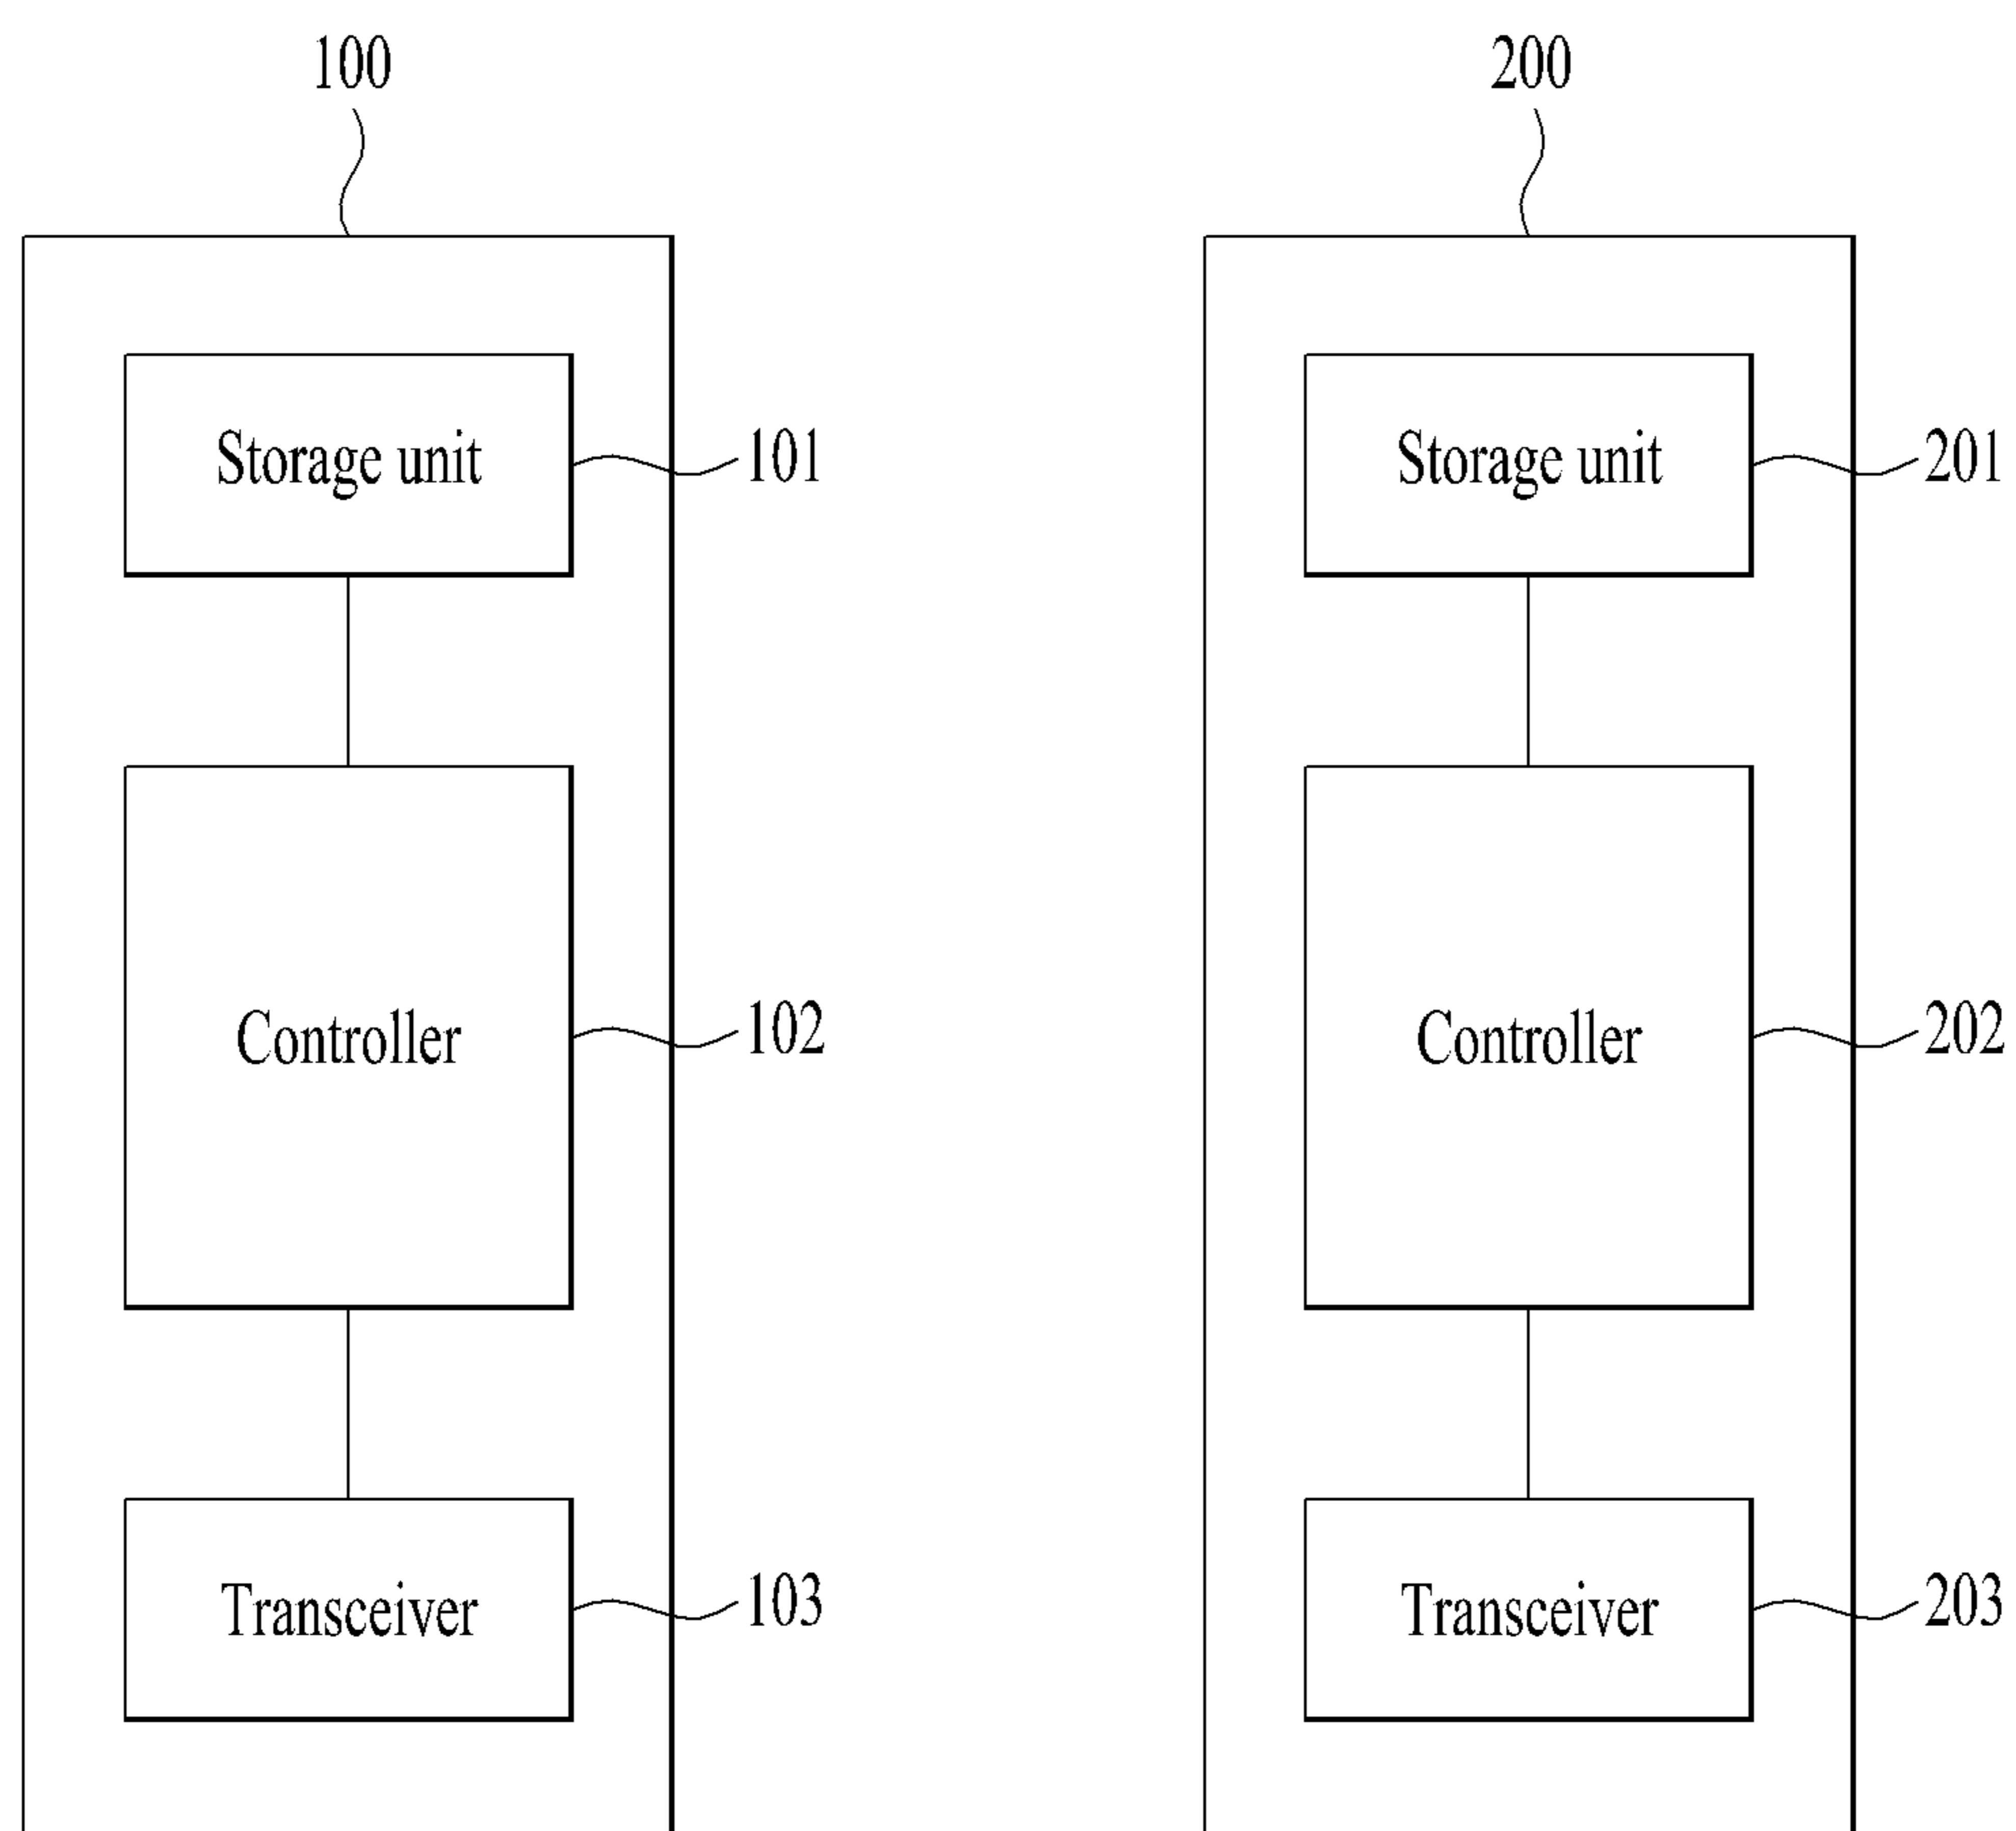 100
200
Storage unit
101
Storage unit
201
Controller
102
Controller
202
Transceiver
103
Transceiver
203